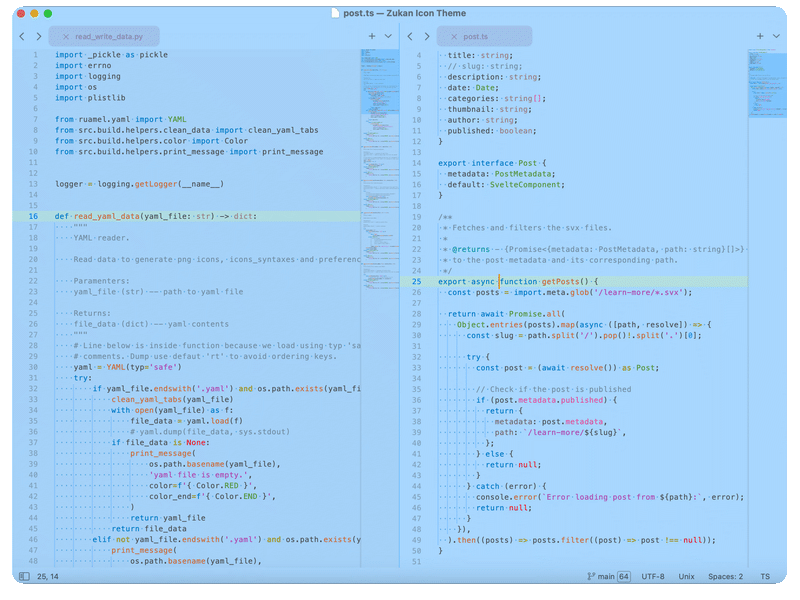 post.ts — Zukan Icon Theme
read_write_data.py
1 import _pickle as pickle
2 import errno
3 import logging
4 import os
5 import plistlib
6
7 from ruamel.yaml import YAML
8 from src.build.helpers.clean_data import clean_yaml_tabs
9 from src.build.helpers.color import Color
10 from src.build.helpers.print_message import print_message
11
12
13 logger = logging.getLogger(__name__)
14
15
16 def read_yaml_data(yaml_file: str) -> dict:
17 """
18 YAML reader.
19
20 Read data to generate png icons, icons_syntaxes and preferenc
21
22 Paramenters:
23 yaml_file (str) -- path to yaml file
24
25 Returns:
26 file_data (dict) -- yaml contents
27 """
28 # Line below is inside function because we load using typ 'sa
29 # comments. Dump use defaut 'rt' to avoid ordering keys.
30 yaml = YAML(typ='safe')
31 try:
32 if yaml_file.endswith('.yaml') and os.path.exists(yaml_fi
33 clean_yaml_tabs(yaml_file)
34 with open(yaml_file) as f:
35 file_data = yaml.load(f)
36 # yaml.dump(file_data, sys.stdout)
37 if file_data is None:
38 print_message(
39 os.path.basename(yaml_file),
40 'yaml file is empty.',
41 color=f'{ Color.RED }',
42 color_end=f'{ Color.END }',
43 )
44 return yaml_file
45 return file_data
46 elif not yaml_file.endswith('.yaml') and os.path.exists(y
47 print_message(
48 os.path.basename(yaml_file),
post.ts
4 title: string;
5 // slug: string;
6 description: string;
7 date: Date;
8 categories: string[];
9 thumbnail: string;
10 author: string;
11 published: boolean;
12 }
13
14 export interface Post {
15 metadata: PostMetadata;
16 default: SvelteComponent;
17 }
18
19 /**
20 * Fetches and filters the svx files.
21 *
22 * @returns - {Promise<{metadata: PostMetadata, path: string}[]>}
23 * to the post metadata and its corresponding path.
24 */
25 export async function getPosts() {
26 const posts = import.meta.glob('/learn-more/*.svx');
27
28 return await Promise.all(
29 Object.entries(posts).map(async ([path, resolve]) => {
30 const slug = path.split('/').pop()!.split('.')[0];
31
32 try {
33 const post = (await resolve()) as Post;
34
35 // Check if the post is published
36 if (post.metadata.published) {
37 return {
38 metadata: post.metadata,
39 path: `/learn-more/${slug}`,
40 };
41 } else {
42 return null;
43 }
44 } catch (error) {
45 console.error(`Error loading post from ${path}:`, error);
46 return null;
47 }
48 }),
49 ).then((posts) => posts.filter((post) => post !== null));
50 }
51
25, 14
main 64 UTF-8 Unix Spaces: 2 TS